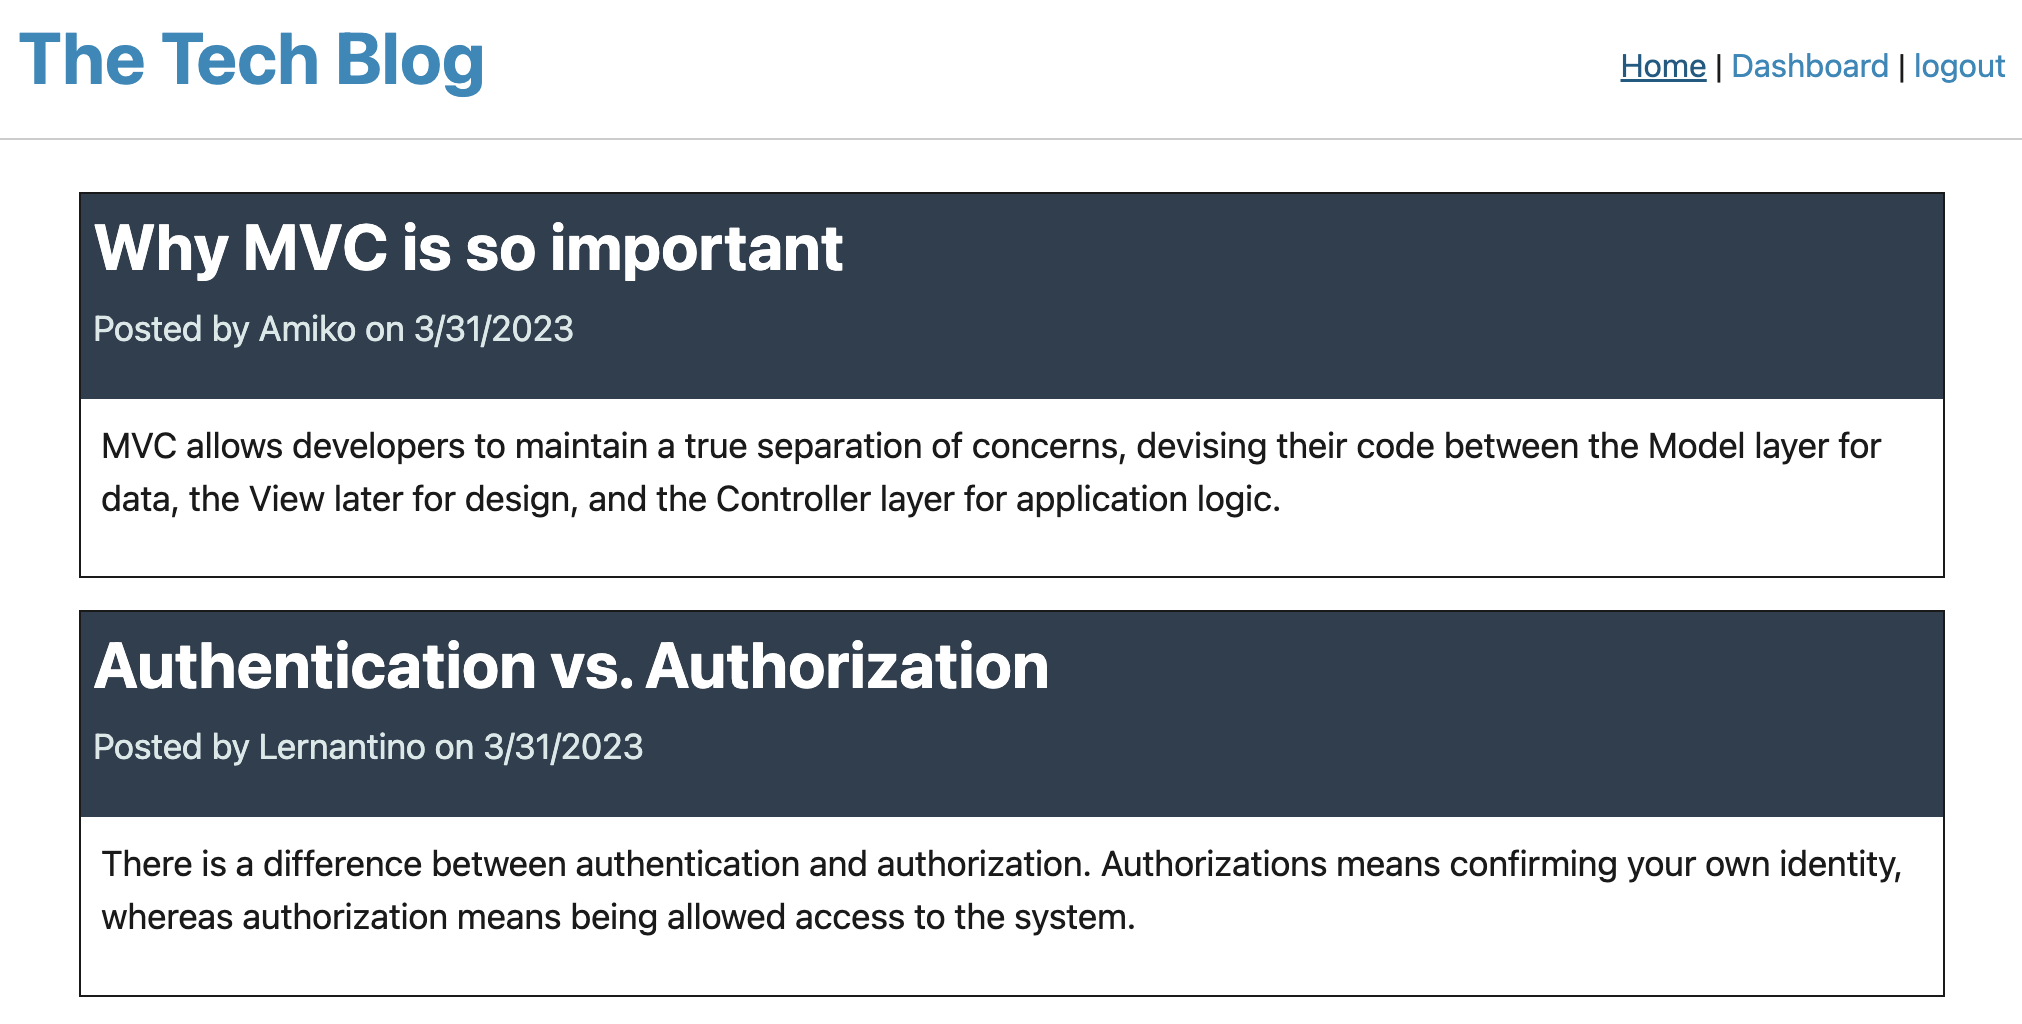 The Tech Blog
Home | Dashboard | logout
Why MVC is so important
Posted by Amiko on 3/31/2023
MVC allows developers to maintain a true separation of concerns, devising their code between the Model layer for
data, the View later for design, and the Controller layer for application logic.
Authentication vs. Authorization
Posted by Lernantino on 3/31/2023
There is a difference between authentication and authorization. Authorizations means confirming your own identity,
whereas authorization means being allowed access to the system.